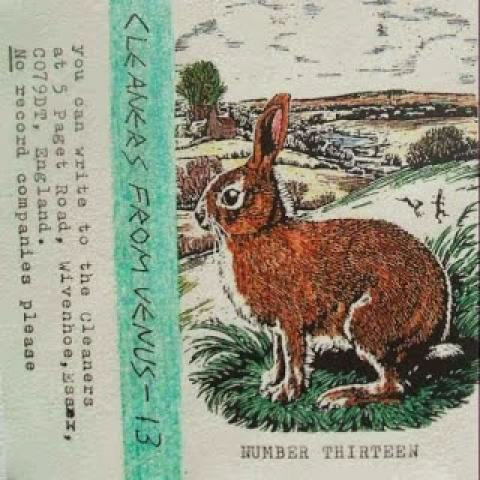 you can write to the Cleaners
at 5 Paget Road, Wivenhoe, Essex,
CO79DT, England.
No record companies please
CLEANERS FROM VENUS - 13
NUMBER THIRTEEN